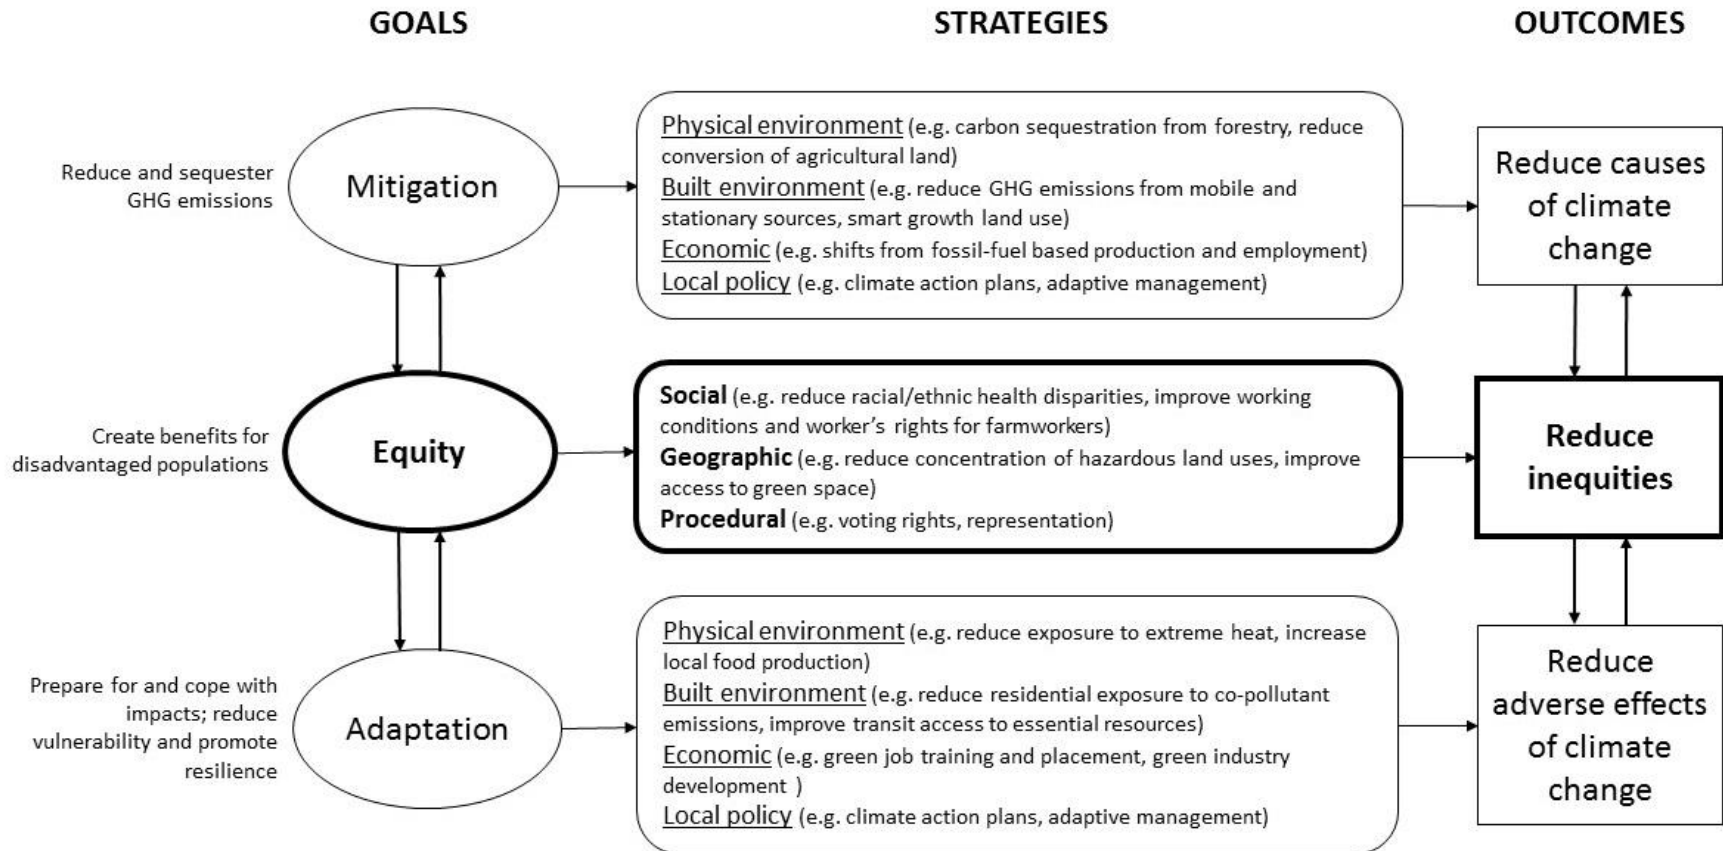 GOALS
STRATEGIES
OUTCOMES
Reduce and sequester
GHG emissions
Mitigation
Physical environment (e.g. carbon sequestration from forestry, reduce
conversion of agricultural land)
Built environment (e.g. reduce GHG emissions from mobile and
stationary sources, smart growth land use)
Economic (e.g. shifts from fossil-fuel based production and employment)
Local policy (e.g. climate action plans, adaptive management)
Reduce causes
of climate
change
Create benefits for
disadvantaged populations
Equity
Social (e.g. reduce racial/ethnic health disparities, improve working
conditions and worker’s rights for farmworkers)
Geographic (e.g. reduce concentration of hazardous land uses, improve
access to green space)
Procedural (e.g. voting rights, representation)
Reduce
inequities
Prepare for and cope with
impacts; reduce
vulnerability and promote
resilience
Adaptation
Physical environment (e.g. reduce exposure to extreme heat, increase
local food production)
Built environment (e.g. reduce residential exposure to co-pollutant
emissions, improve transit access to essential resources)
Economic (e.g. green job training and placement, green industry
development )
Local policy (e.g. climate action plans, adaptive management)
Reduce
adverse effects
of climate
change